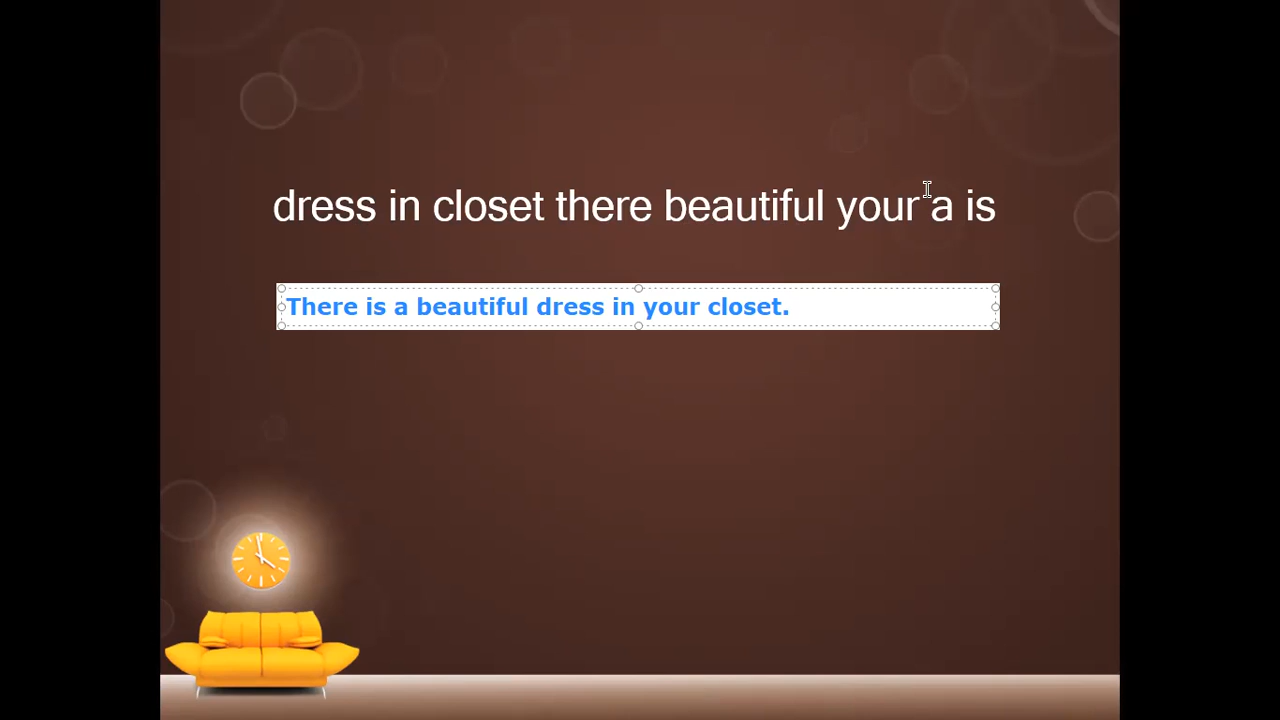 dress in closet there beautiful your a is
There is a beautiful dress in your closet.